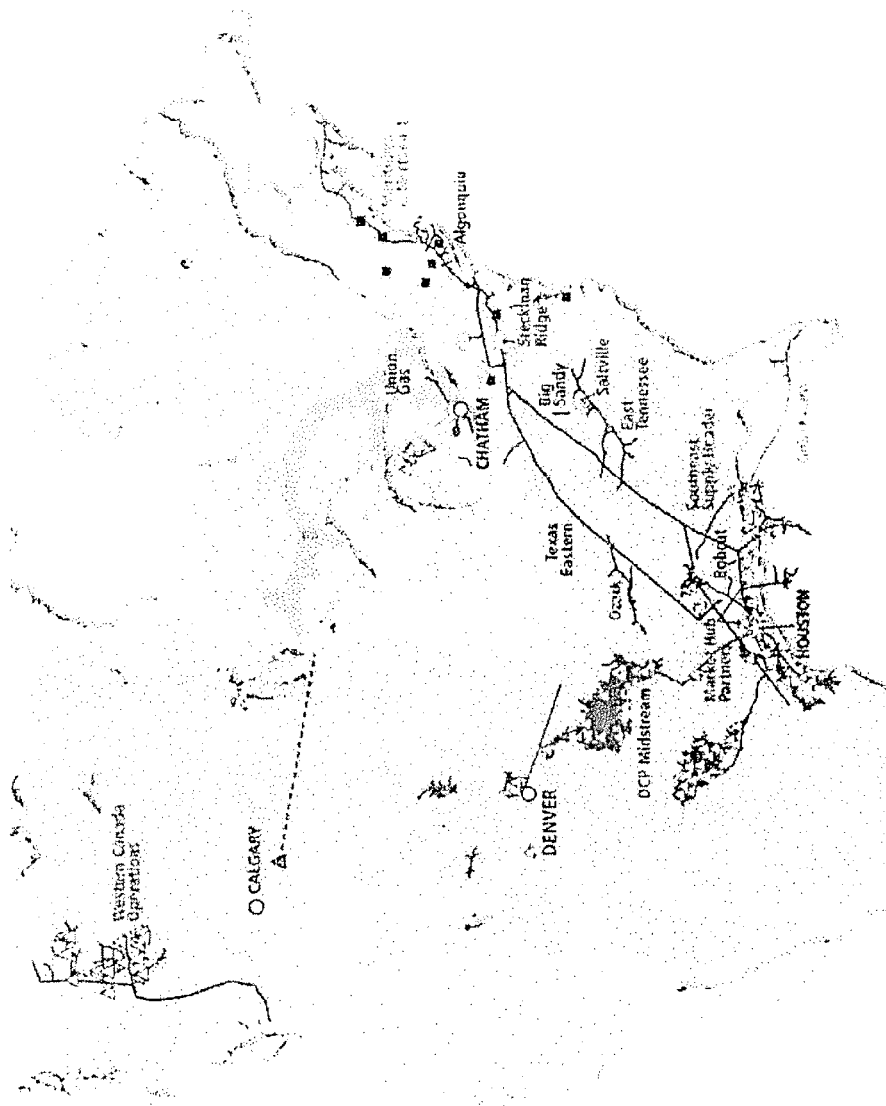 Western Canada
Operations
CALGARY
Union
Gas
CHATHAM
Algonquin
Steckman
Ridge
Big
Sandy
Saltville
East
Tennessee
Texas
Eastern
Ozark
DENVER
DCP Midstream
Market Hub
Partners
Bobcat
Southeast
Supply Header
HOUSTON